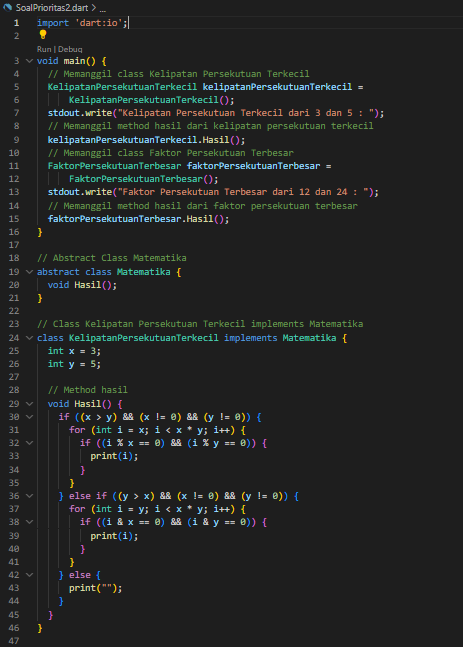 SoalPrioritas2.dart > ...
1 import 'dart:io';
2
Run | Debug
3 void main() {
4 // Memanggil class Kelipatan Persekutuan Terkecil
5 KelipatanPersekutuanTerkecil kelipatanPersekutuanTerkecil =
6 KelipatanPersekutuanTerkecil();
7 stdout.write("Kelipatan Persekutuan Terkecil dari 3 dan 5 : ");
8 // Memanggil method hasil dari kelipatan persekutuan terkecil
9 kelipatanPersekutuanTerkecil.Hasil();
10 // Memanggil class Faktor Persekutuan Terbesar
11 FaktorPersekutuanTerbesar faktorPersekutuanTerbesar =
12 FaktorPersekutuanTerbesar();
13 stdout.write("Faktor Persekutuan Terbesar dari 12 dan 24 : ");
14 // Memanggil method hasil dari faktor persekutuan terbesar
15 faktorPersekutuanTerbesar.Hasil();
16 }
17
18 // Abstract Class Matematika
19 abstract class Matematika {
20 void Hasil();
21 }
22
23 // Class Kelipatan Persekutuan Terkecil implements Matematika
24 class KelipatanPersekutuanTerkecil implements Matematika {
25 int x = 3;
26 int y = 5;
27
28 // Method hasil
29 void Hasil() {
30 if ((x > y) && (x != 0) && (y != 0)) {
31 for (int i = x; i < x * y; i++) {
32 if ((i % x == 0) && (i % y == 0)) {
33 print(i);
34 }
35 }
36 } else if ((y > x) && (x != 0) && (y != 0)) {
37 for (int i = y; i < x * y; i++) {
38 if ((i & x == 0) && (i & y == 0)) {
39 print(i);
40 }
41 }
42 } else {
43 print("");
44 }
45 }
46 }
47